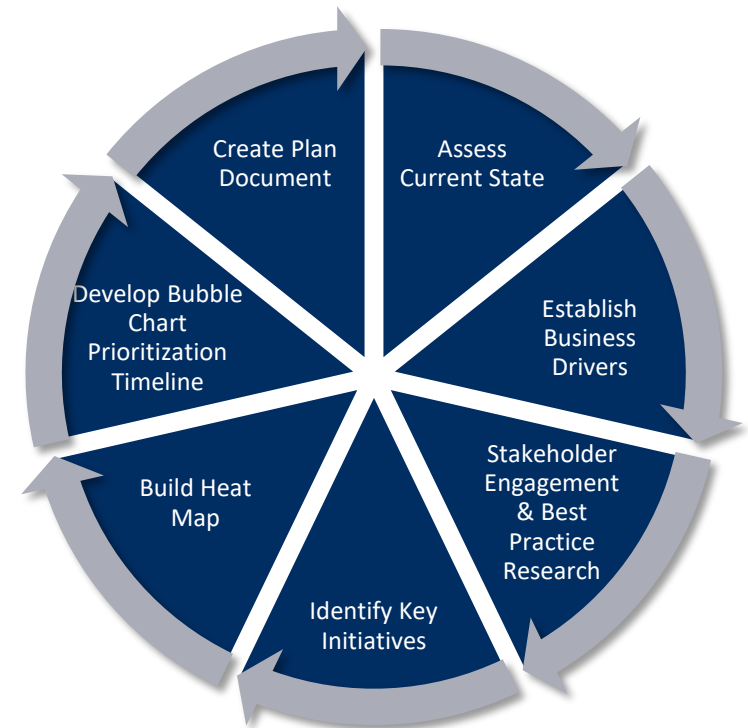 Assess
Current State
Establish
Business
Drivers
Stakeholder
Engagement
& Best
Practice
Research
Identify Key
Initiatives
Build Heat
Map
Develop Bubble
Chart
Prioritization
Timeline
Create Plan
Document